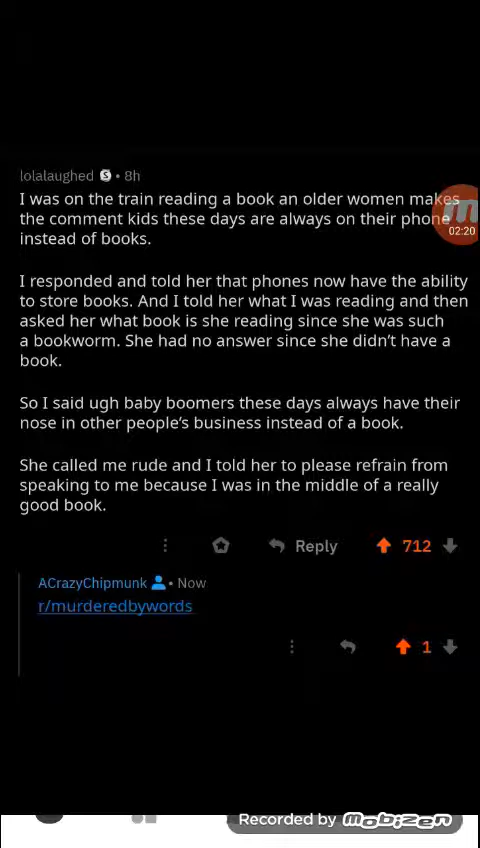 lolalaughed S • 8h
I was on the train reading a book an older women makes
the comment kids these days are always on their phone
instead of books.
02:20
I responded and told her that phones now have the ability
to store books. And I told her what I was reading and then
asked her what book is she reading since she was such
a bookworm. She had no answer since she didn't have a
book.
So I said ugh baby boomers these days always have their
nose in other people's business instead of a book.
She called me rude and I told her to please refrain from
speaking to me because I was in the middle of a really
good book.
Reply 712
ACrazyChipmunk • Now
r/murderedbywords
1
Recorded by mobizen